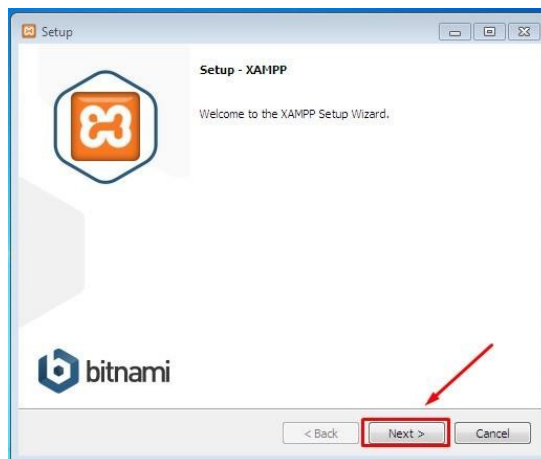 Setup
Setup - XAMPP
Welcome to the XAMPP Setup Wizard.
bitnami
< Back
Next >
Cancel